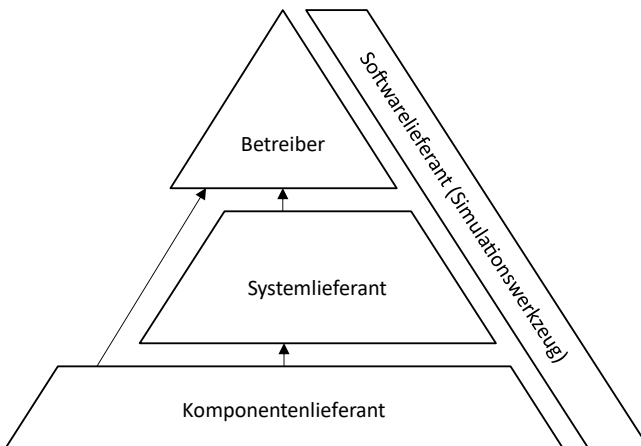 Betreiber
Softwarelieferant (Simulationswerkzeug)
Systemlieferant
Komponentenlieferant